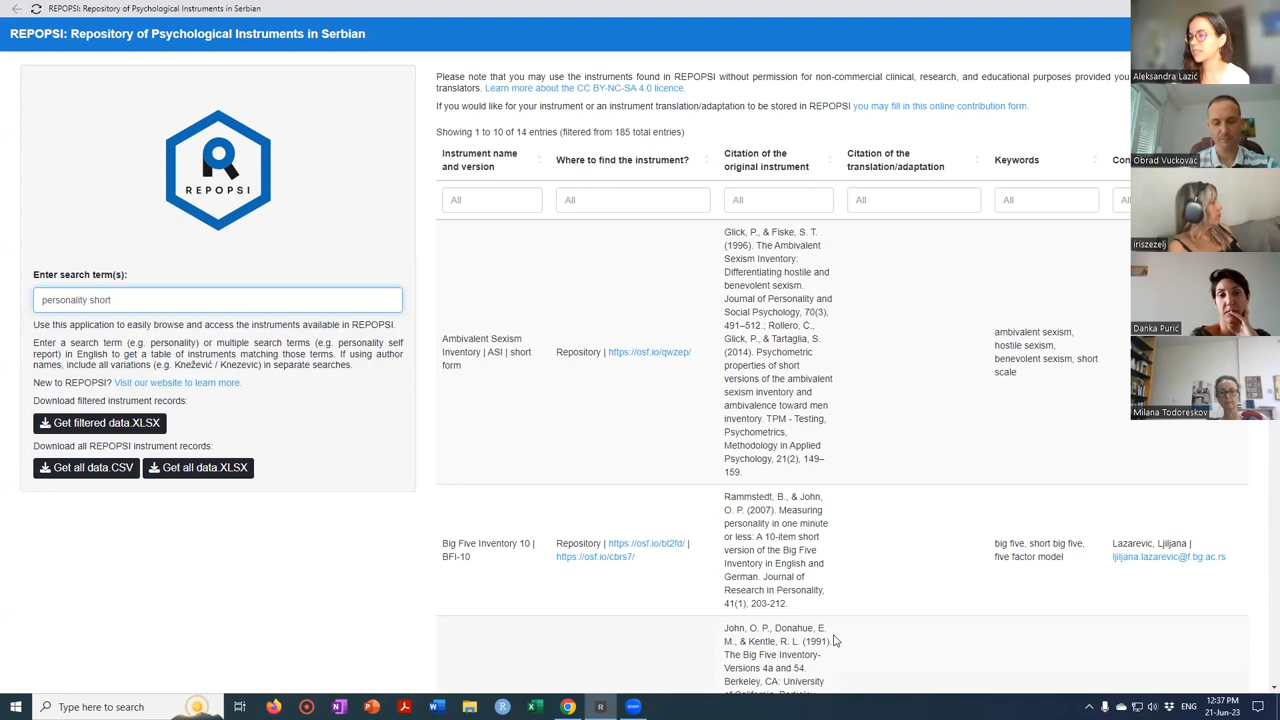 REPOPSI: Repository of Psychological Instruments in Serbian
REPOPSI: Repository of Psychological Instruments in Serbian
REPOPSI
Enter search term(s):
personality short
Use this application to easily browse and access the instruments available in REPOPSI.
Enter a search term (e.g. personality) or multiple search terms (e.g. personality self
report) in English to get a table of instruments matching those terms. If using author
names, include all variations (e.g. Knežević / Knezevic) in separate searches.
New to REPOPSI? Visit our website to learn more.
Download filtered instrument records:
Get filtered data XLSX
Download all REPOPSI instrument records:
Get all data.CSV
Get all data.XLSX
Please note that you may use the instruments found in REPOPSI without permission for non-commercial clinical, research, and educational purposes provided you
translators. Learn more about the CC BY-NC-SA 4.0 licence.
If you would like for your instrument or an instrument translation/adaptation to be stored in REPOPSI you may fill in this online contribution form.
Showing 1 to 10 of 14 entries (filtered from 185 total entries)
Instrument name
and version
Where to find the instrument?
Citation of the
original instrument
Citation of the
translation/adaptation
Keywords
Con
All
All
All
All
All
All
Ambivalent Sexism
Inventory | ASI | short
form
Repository | https://osf.io/qwzep/
Glick, P., & Fiske, S. T.
(1996). The Ambivalent
Sexism Inventory:
Differentiating hostile and
benevolent sexism.
Journal of Personality and
Social Psychology, 70(3),
491–512.; Rollero, C.,
Glick, P., & Tartaglia, S.
(2014). Psychometric
properties of short
versions of the ambivalent
sexism inventory and
ambivalence toward men
inventory. TPM - Testing,
Psychometrics,
Methodology in Applied
Psychology, 21(2), 149–
159.
ambivalent sexism,
hostile sexism,
benevolent sexism, short
scale
Big Five Inventory 10 |
BFI-10
Repository | https://osf.io/bt2fd/ |
https://osf.io/cbrs7/
Rammstedt, B., & John,
O. P. (2007). Measuring
personality in one minute
or less: A 10-item short
version of the Big Five
Inventory in English and
German. Journal of
Research in Personality,
41(1), 203-212.
big five, short big five,
five factor model
Lazarevic, Ljiljana |
ljiljana.lazarevic@f.bg.ac.rs
John, O. P., Donahue, E.
M., & Kentle, R. L. (1991).
The Big Five Inventory-
Versions 4a and 54.
Berkeley, CA: University
of California, Berkeley
Aleksandra Lazić
Obrad Vuckovac
iriszezelj
Danka Purić
Milana Todoreskov
Type here to search
ENG
12:37 PM
21-Jun-23
zoom